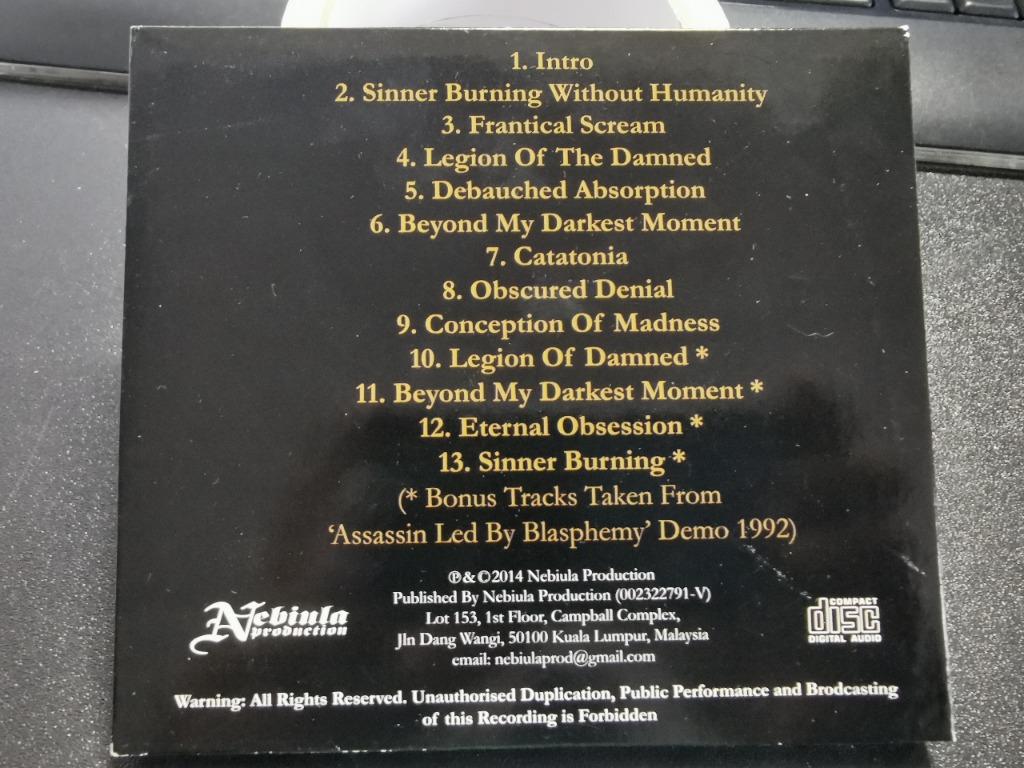 1. Intro
2. Sinner Burning Without Humanity
3. Frantical Scream
4. Legion Of The Damned
5. Debauched Absorption
6. Beyond My Darkest Moment
7. Catatonia
8. Obscured Denial
9. Conception Of Madness
10. Legion Of Damned *
11. Beyond My Darkest Moment *
12. Eternal Obsession *
13. Sinner Burning *
(* Bonus Tracks Taken From
‘Assassin Led By Blasphemy’ Demo 1992)
℗&©2014 Nebiula Production
Published By Nebiula Production (002322791-V)
Lot 153, 1st Floor, Campball Complex,
Jln Dang Wangi, 50100 Kuala Lumpur, Malaysia
email: nebiulaprod@gmail.com
Nebiula
production
COMPACT
disc
DIGITAL AUDIO
Warning: All Rights Reserved. Unauthorised Duplication, Public Performance and Brodcasting
of this Recording is Forbidden